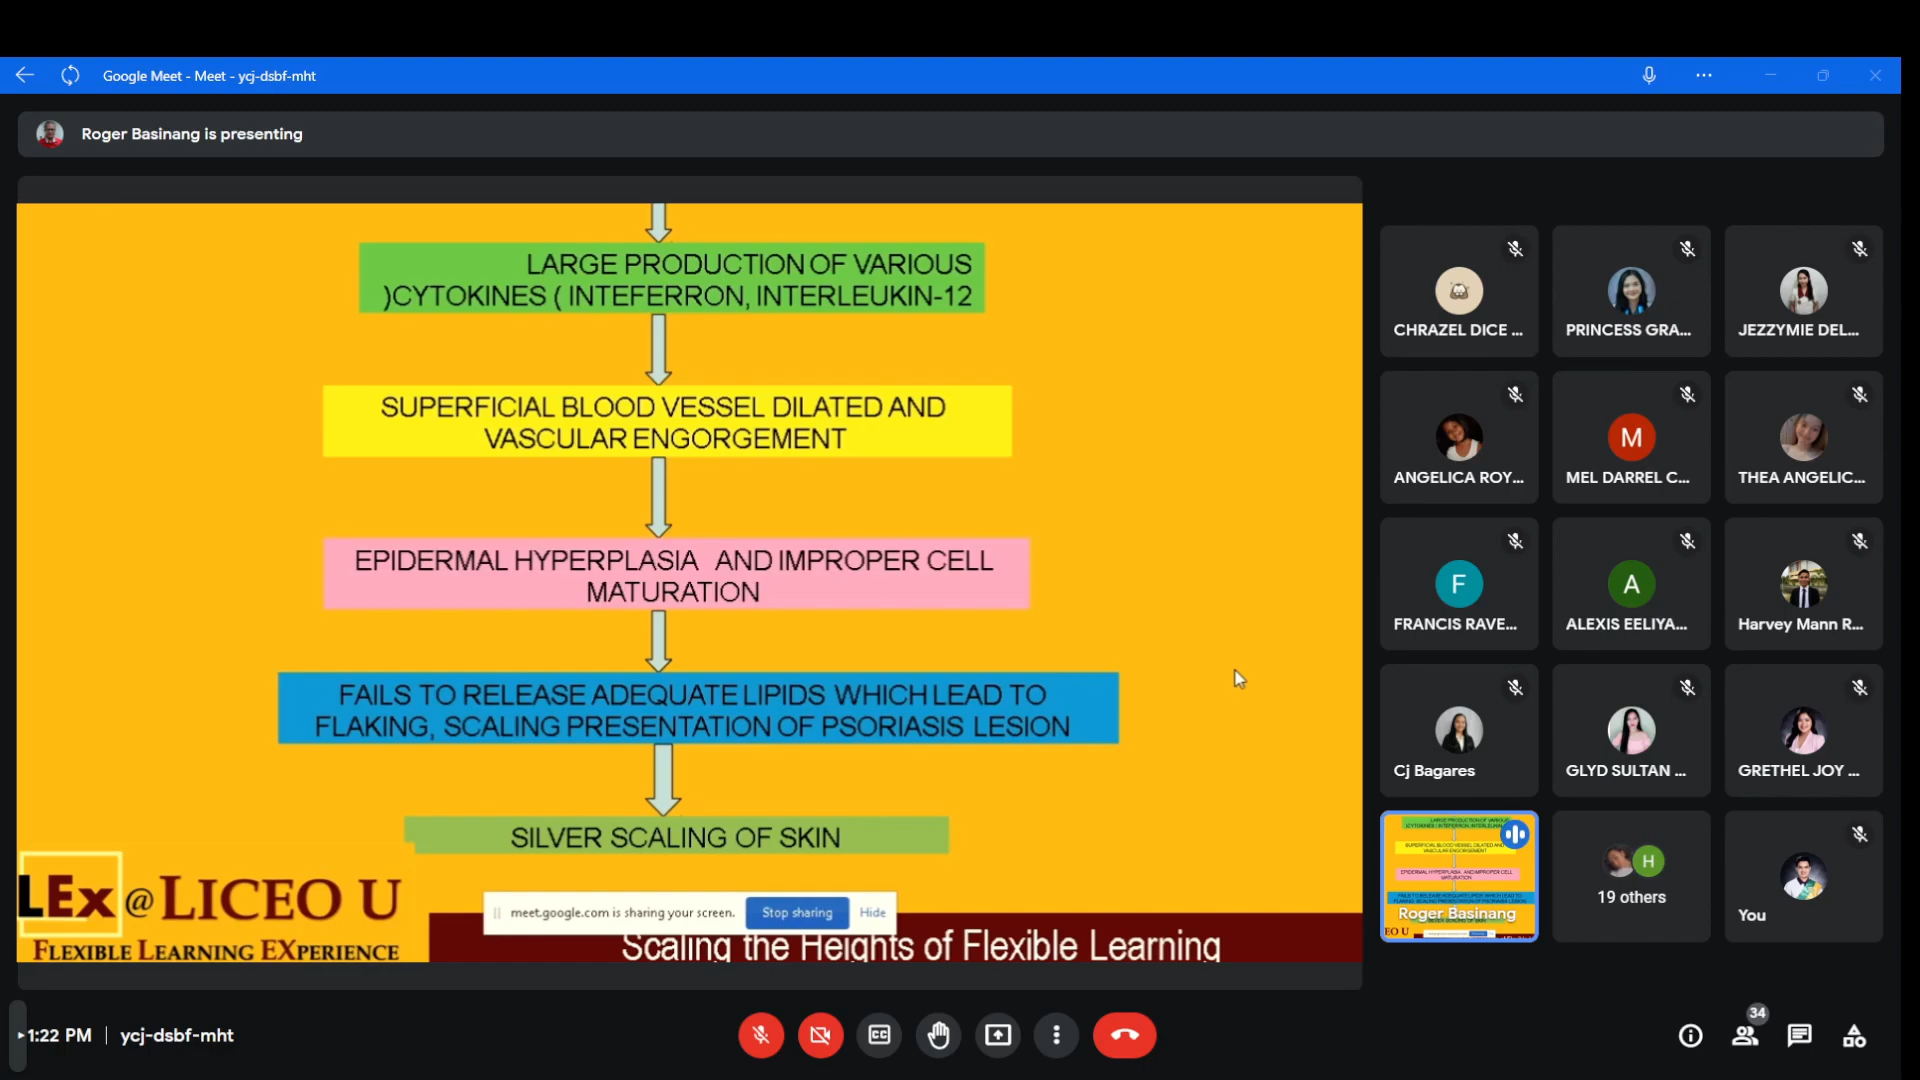 Google Meet - Meet - ycj-dsbf-mht
Roger Basinang is presenting
LARGE PRODUCTION OF VARIOUS
)CYTOKINES ( INTEFERRON, INTERLEUKIN-12
SUPERFICIAL BLOOD VESSEL DILATED AND
VASCULAR ENGORGEMENT
EPIDERMAL HYPERPLASIA AND IMPROPER CELL
MATURATION
FAILS TO RELEASE ADEQUATE LIPIDS WHICH LEAD TO
FLAKING, SCALING PRESENTATION OF PSORIASIS LESION
SILVER SCALING OF SKIN
LEx @ LICEO U
FLEXIBLE LEARNING EXPERIENCE
meet.google.com is sharing your screen. Stop sharing Hide
Scaling the Heights of Flexible Learning
CHRAZEL DICE ...
PRINCESS GRA...
JEZZYMIE DEL...
ANGELICA ROY...
M
MEL DARREL C...
THEA ANGELIC...
F
FRANCIS RAVE...
A
ALEXIS EELIYA...
Harvey Mann R...
Cj Bagares
GLYD SULTAN ...
GRETHEL JOY ...
Roger Basinang
H
19 others
You
1:22 PM | ycj-dsbf-mht
CC
34